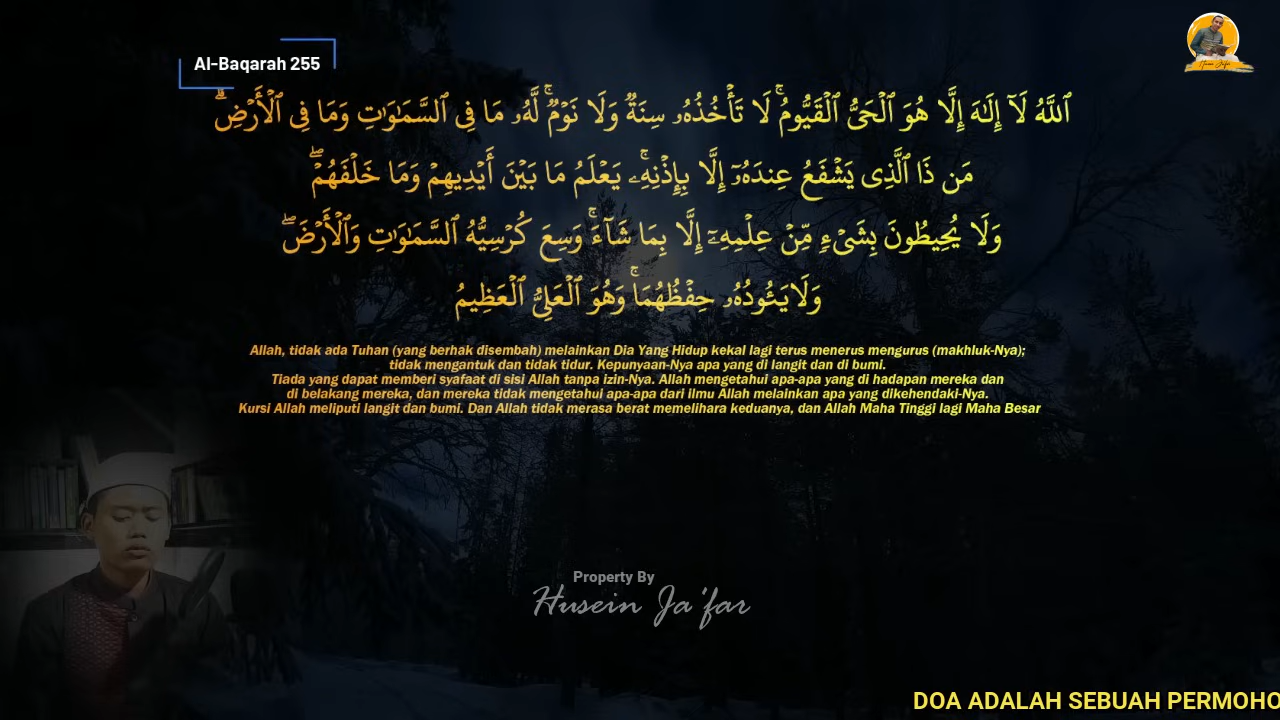 Al-Baqarah 255
ٱللَّهُ لَآ إِلَـٰهَ إِلَّا هُوَ ٱلْحَىُّ ٱلْقَيُّومُ ۚ لَا تَأْخُذُهُۥ سِنَةٌ وَلَا نَوْمٌ ۚ لَّهُۥ مَا فِى ٱلسَّمَـٰوَٰتِ وَمَا فِى ٱلْأَرْضِ ۗ
مَن ذَا ٱلَّذِى يَشْفَعُ عِندَهُۥٓ إِلَّا بِإِذْنِهِۦ ۚ يَعْلَمُ مَا بَيْنَ أَيْدِيهِمْ وَمَا خَلْفَهُمْ ۖ
وَلَا يُحِيطُونَ بِشَىْءٍ مِّنْ عِلْمِهِۦٓ إِلَّا بِمَا شَآءَ ۚ وَسِعَ كُرْسِيُّهُ ٱلسَّمَـٰوَٰتِ وَٱلْأَرْضَ ۖ
وَلَا يَـُٔودُهُۥ حِفْظُهُمَا ۚ وَهُوَ ٱلْعَلِىُّ ٱلْعَظِيمُ
Allah, tidak ada Tuhan (yang berhak disembah) melainkan Dia Yang Hidup kekal lagi terus menerus mengurus (makhluk-Nya);
tidak mengantuk dan tidak tidur. Kepunyaan-Nya apa yang di langit dan di bumi.
Tiada yang dapat memberi syafaat di sisi Allah tanpa izin-Nya. Allah mengetahui apa-apa yang di hadapan mereka dan
di belakang mereka, dan mereka tidak mengetahui apa-apa dari ilmu Allah melainkan apa yang dikehendaki-Nya.
Kursi Allah meliputi langit dan bumi. Dan Allah tidak merasa berat memelihara keduanya, dan Allah Maha Tinggi lagi Maha Besar
Property By
Husein Ja'far
DOA ADALAH SEBUAH PERMOHO